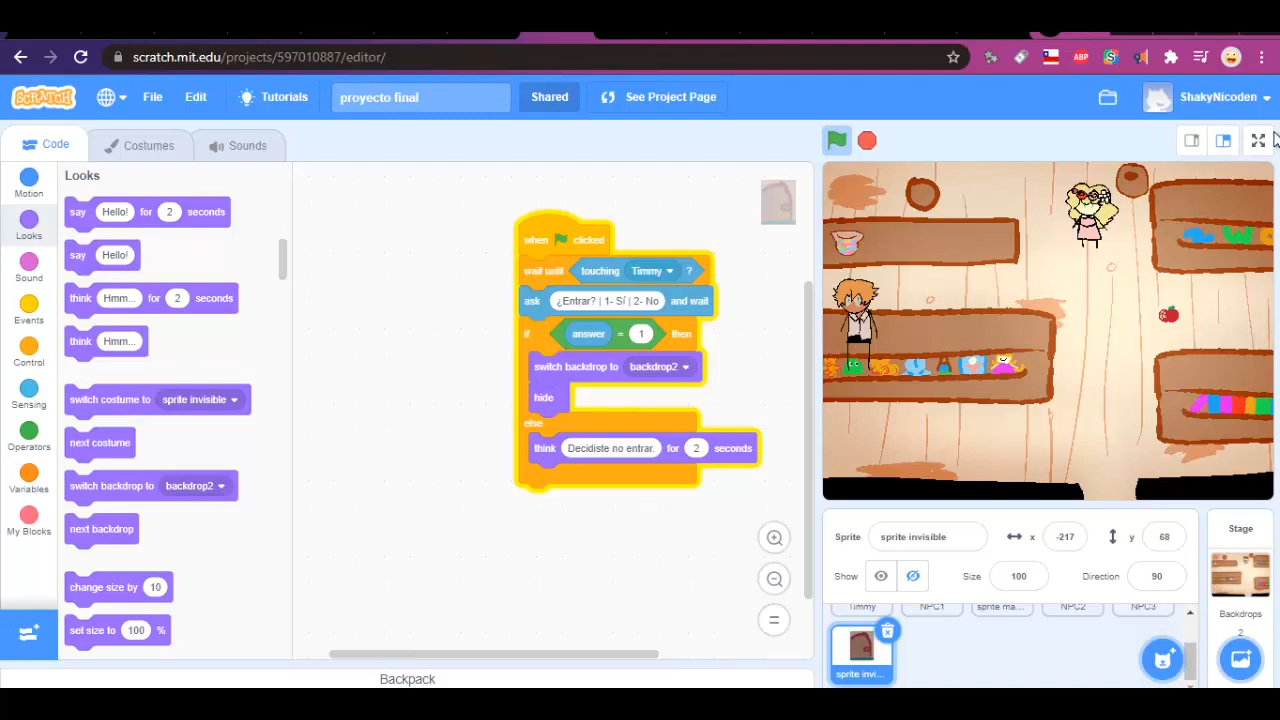 scratch.mit.edu/projects/597010887/editor/
ABP
S
SCRATCH
File
Edit
Tutorials
proyecto final
Shared
See Project Page
ShakyNicoden
Code
Costumes
Sounds
Motion
Looks
Sound
Events
Control
Sensing
Operators
Variables
My Blocks
Looks
say Hello! for 2 seconds
say Hello!
think Hmm... for 2 seconds
think Hmm...
switch costume to sprite invisible
next costume
switch backdrop to backdrop2
next backdrop
change size by 10
set size to 100 %
when clicked
wait until touching Timmy ?
ask ¿Entrar? | 1- Sí | 2- No and wait
if answer = 1 then
switch backdrop to backdrop2
hide
else
think Decidiste no entrar. for 2 seconds
Backpack
Sprite sprite invisible x -217 y 68
Show Size 100 Direction 90
Timmy
NPC1
sprite ma...
NPC2
NPC3
sprite invi...
Stage
Backdrops
2